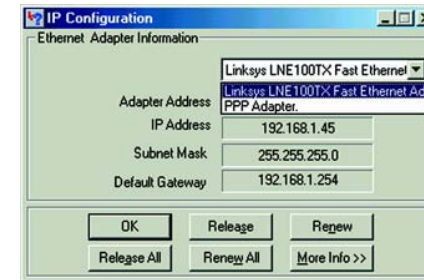 IP Configuration
Ethernet Adapter Information
Linksys LNE100TX Fast Ethernet
Linksys LNE100TX Fast Ethernet Ad
Adapter Address
PPP Adapter.
IP Address 192.168.1.45
Subnet Mask 255.255.255.0
Default Gateway 192.168.1.254
OK Release Renew
Release All Renew All More Info >>